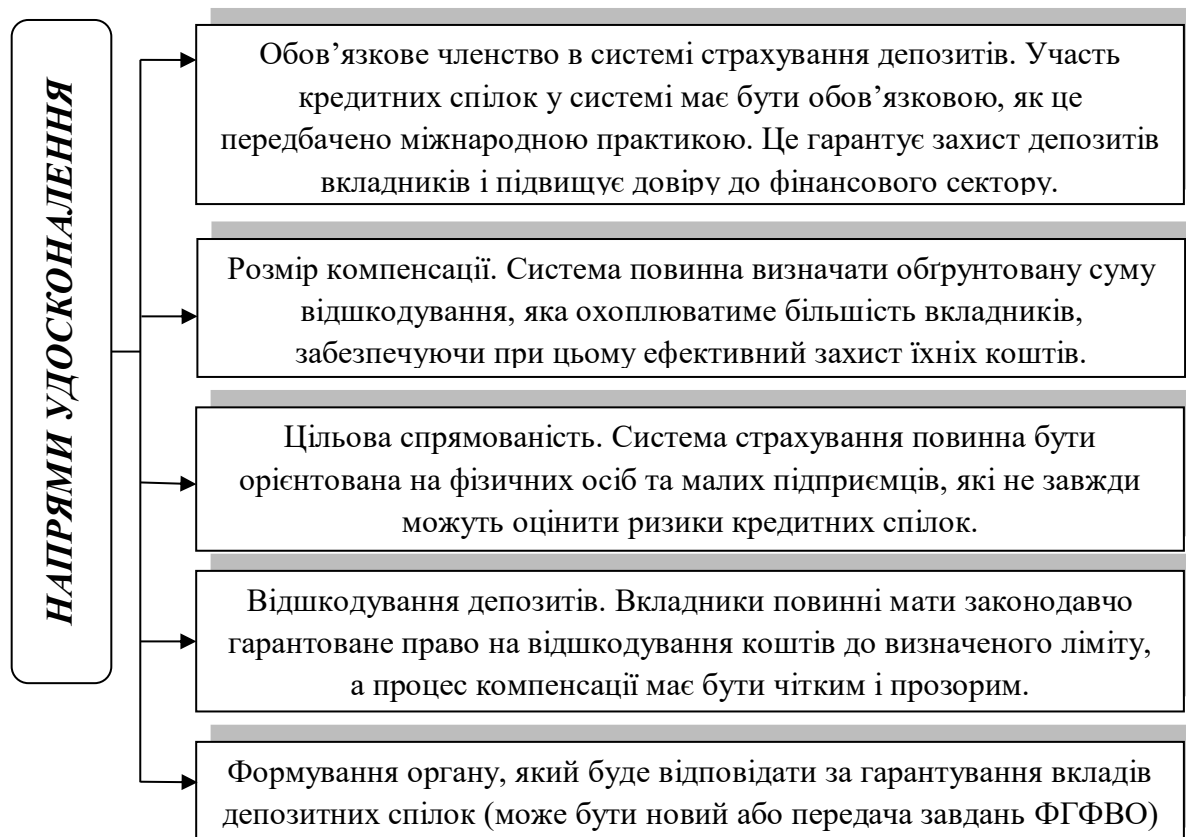 НАПРЯМИ УДОСКОНАЛЕННЯ
Обов’язкове членство в системі страхування депозитів. Участь
кредитних спілок у системі має бути обов’язковою, як це
передбачено міжнародною практикою. Це гарантує захист депозитів
вкладників і підвищує довіру до фінансового сектору.
Розмір компенсації. Система повинна визначати обґрунтовану суму
відшкодування, яка охоплюватиме більшість вкладників,
забезпечуючи при цьому ефективний захист їхніх коштів.
Цільова спрямованість. Система страхування повинна бути
орієнтована на фізичних осіб та малих підприємців, які не завжди
можуть оцінити ризики кредитних спілок.
Відшкодування депозитів. Вкладники повинні мати законодавчо
гарантоване право на відшкодування коштів до визначеного ліміту,
а процес компенсації має бути чітким і прозорим.
Формування органу, який буде відповідати за гарантування вкладів
депозитних спілок (може бути новий або передача завдань ФГФВО)